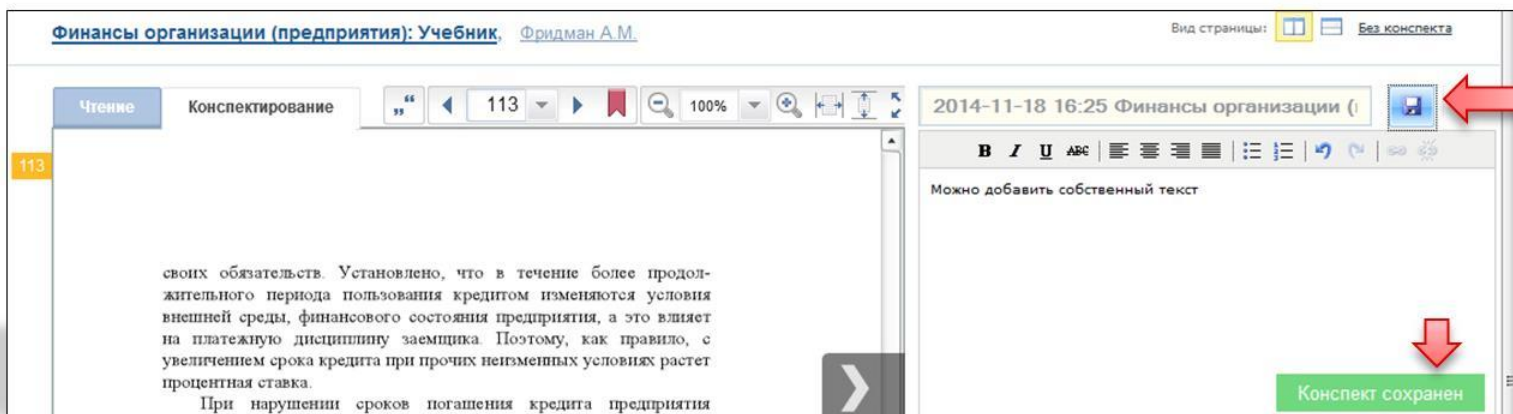 Финансы организации (предприятия): Учебник, Фридман А.М.
Вид страницы: Без конспекта
Чтение Конспектирование „“ 113 100%
2014-11-18 16:25 Финансы организации (
B I U ABC
113
Можно добавить собственный текст
своих обязательств. Установлено, что в течение более продол-
жительного периода пользования кредитом изменяются условия
внешней среды, финансового состояния предприятия, а это влияет
на платежную дисциплину заемщика. Поэтому, как правило, с
увеличением срока кредита при прочих неизменных условиях растет
процентная ставка.
При нарушении сроков погашения кредита предприятия
Конспект сохранен